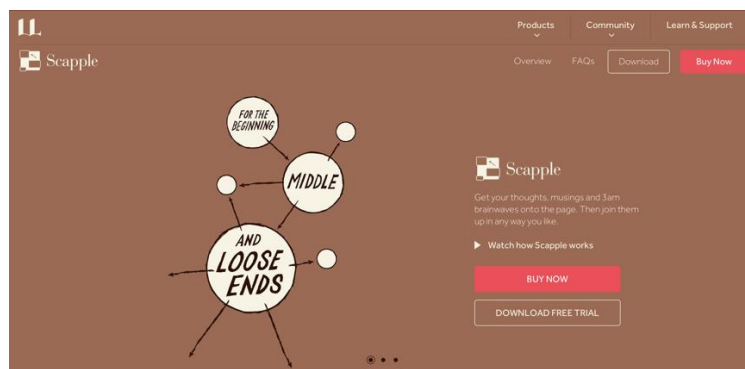 LL
Products
Community
Learn & Support
Scapple
Overview
FAQs
Download
Buy Now
FOR THE
BEGINNING
MIDDLE
AND
LOOSE
ENDS
Scapple
Get your thoughts, musings and 3am
brainwaves onto the page. Then join them
up in any way you like.
Watch how Scapple works
BUY NOW
DOWNLOAD FREE TRIAL